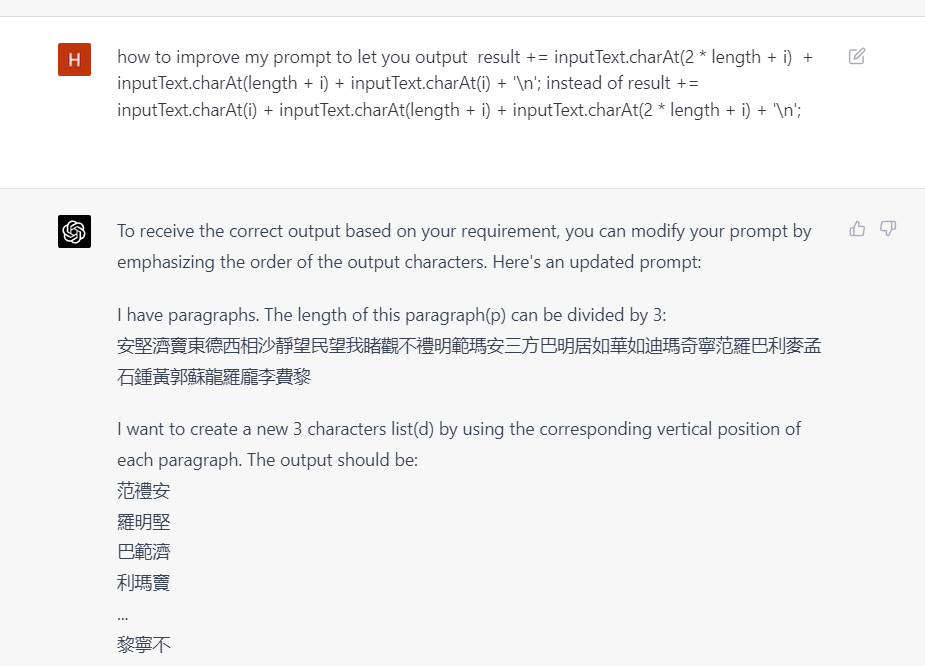 H
how to improve my prompt to let you output  result += inputText.charAt(2 * length + i)  +
inputText.charAt(length + i) + inputText.charAt(i) + '\n'; instead of result +=
inputText.charAt(i) + inputText.charAt(length + i) + inputText.charAt(2 * length + i) + '\n';
To receive the correct output based on your requirement, you can modify your prompt by
emphasizing the order of the output characters. Here's an updated prompt:
I have paragraphs. The length of this paragraph(p) can be divided by 3:
安堅濟竇東德西相沙靜望民望我睹觀不禮明範瑪安三方巴明居如華如迪瑪奇寧范羅巴利麥孟
石鍾黃郭蘇龍羅龐李費黎
I want to create a new 3 characters list(d) by using the corresponding vertical position of
each paragraph. The output should be:
范禮安
羅明堅
巴範濟
利瑪竇
...
黎寧不